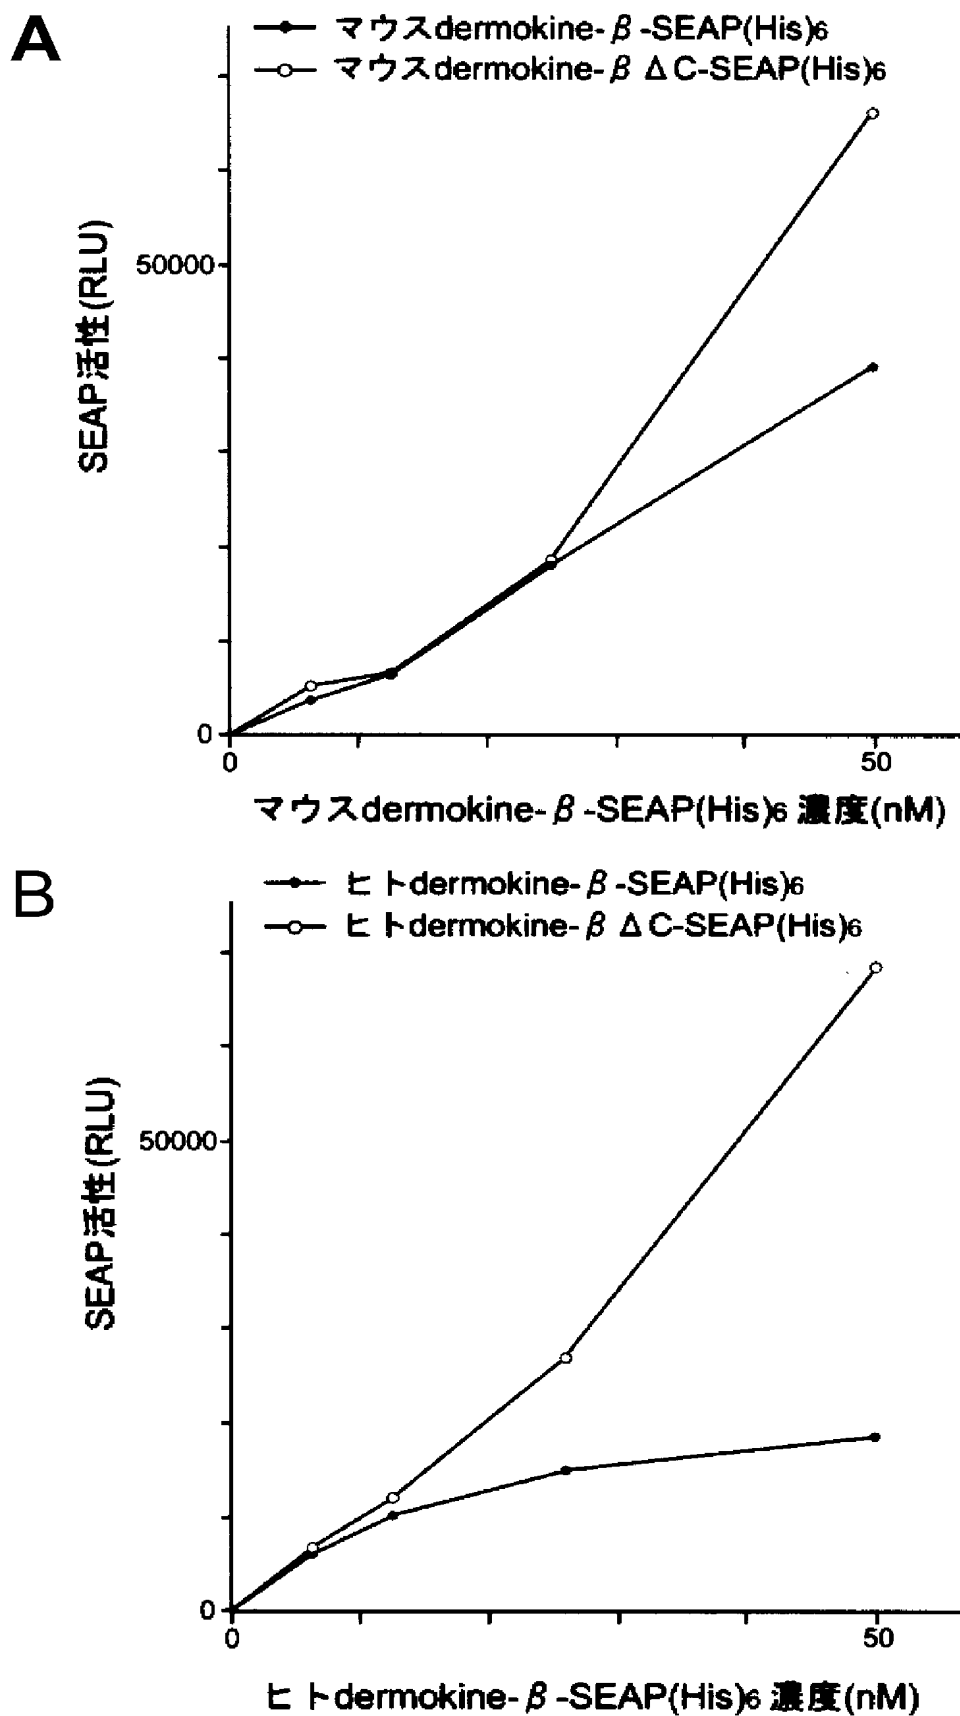 A
マウスdermokine-β-SEAP(His)6
マウスdermokine-βΔC-SEAP(His)6
SEAP活性(RLU)
50000
0
0
50
マウスdermokine-β-SEAP(His)6 濃度(nM)
B
ヒトdermokine-β-SEAP(His)6
ヒトdermokine-βΔC-SEAP(His)6
SEAP活性(RLU)
50000
0
0
50
ヒトdermokine-β-SEAP(His)6 濃度(nM)